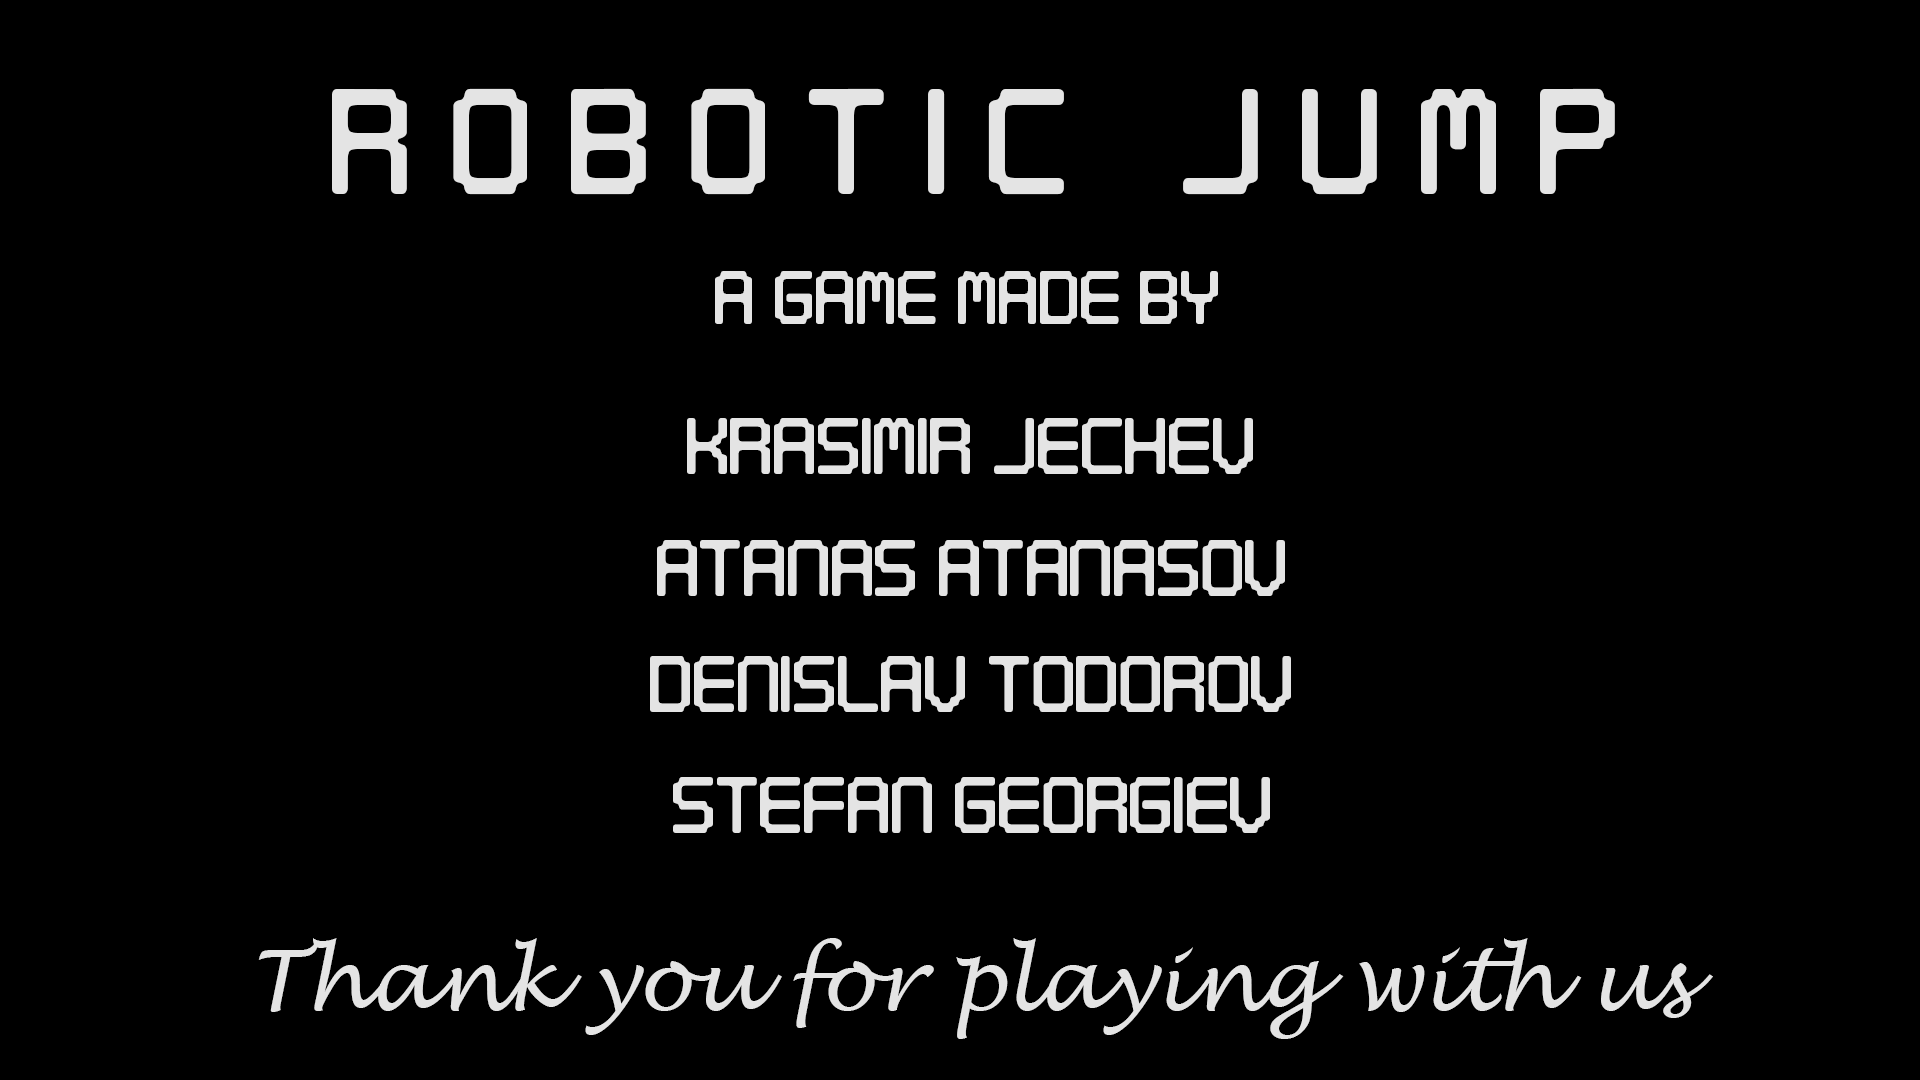 ROBOTIC JUMP
A GAME MADE BY
KRASIMIR JECHEV
ATANAS ATANASOV
DENISLAV TODOROV
STEFAN GEORGIEV
Thank you for playing with us